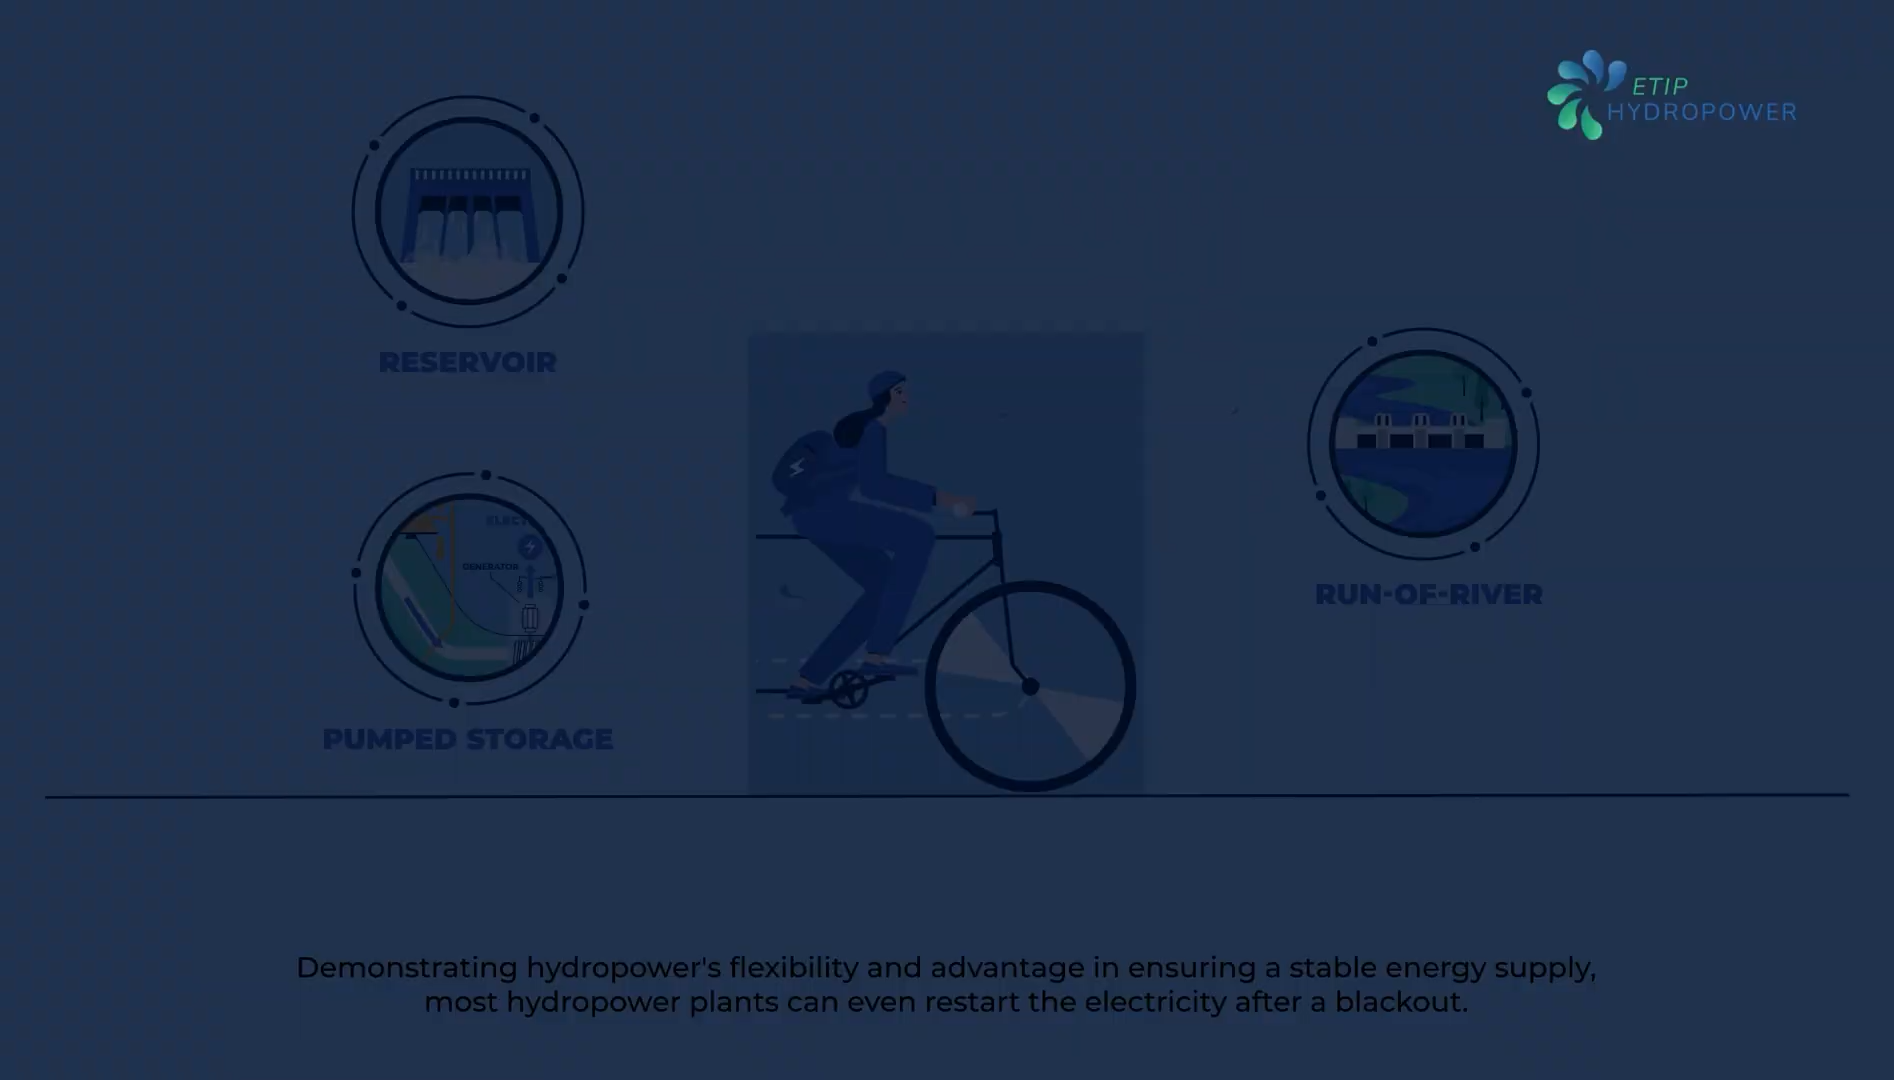 ETIP
HYDROPOWER
RESERVOIR
ELECT
GENERATOR
PUMPED STORAGE
RUN-OF-RIVER
Demonstrating hydropower's flexibility and advantage in ensuring a stable energy supply,
most hydropower plants can even restart the electricity after a blackout.